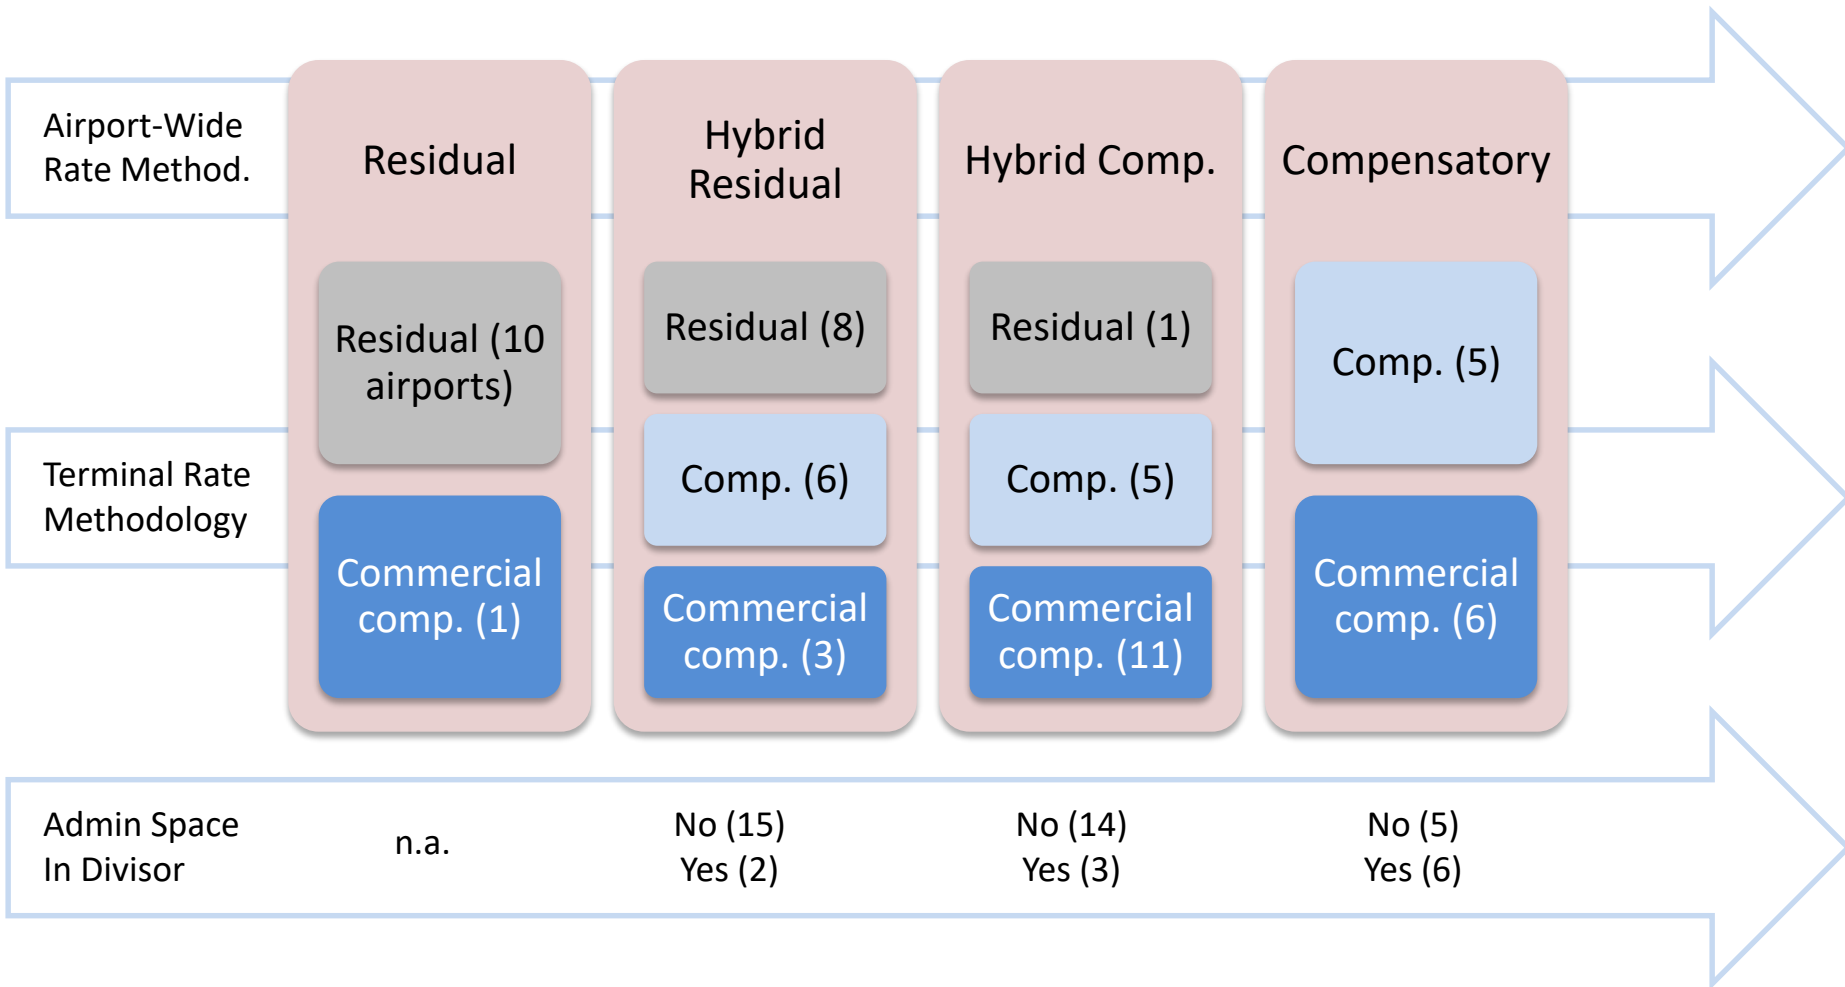 Airport-Wide
Rate Method.
Residual
Hybrid
Residual
Hybrid Comp.
Compensatory
Terminal Rate
Methodology
Residual (10
airports)
Commercial
comp. (1)
Residual (8)
Comp. (6)
Commercial
comp. (3)
Residual (1)
Comp. (5)
Commercial
comp. (11)
Comp. (5)
Commercial
comp. (6)
Admin Space
In Divisor
n.a.
No (15)
Yes (2)
No (14)
Yes (3)
No (5)
Yes (6)